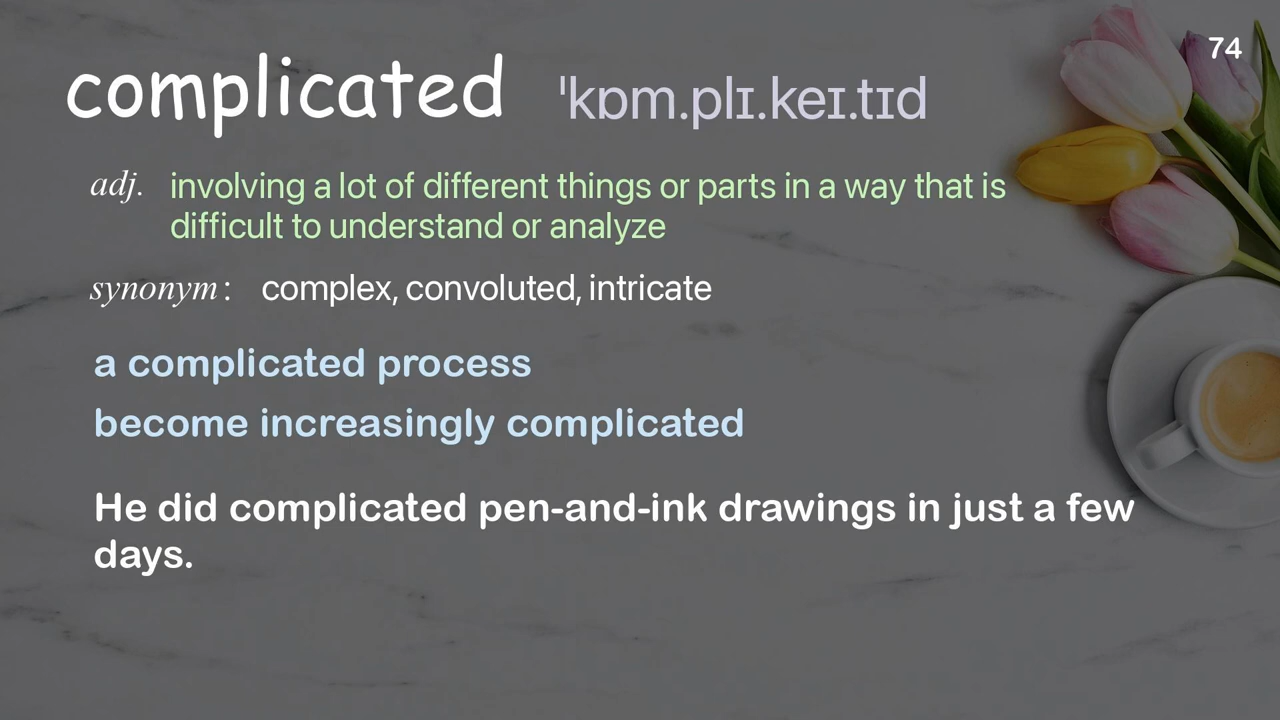 74
complicated ˈkɒm.plɪ.keɪ.tɪd
adj. involving a lot of different things or parts in a way that is
difficult to understand or analyze
synonym : complex, convoluted, intricate
a complicated process
become increasingly complicated
He did complicated pen-and-ink drawings in just a few
days.